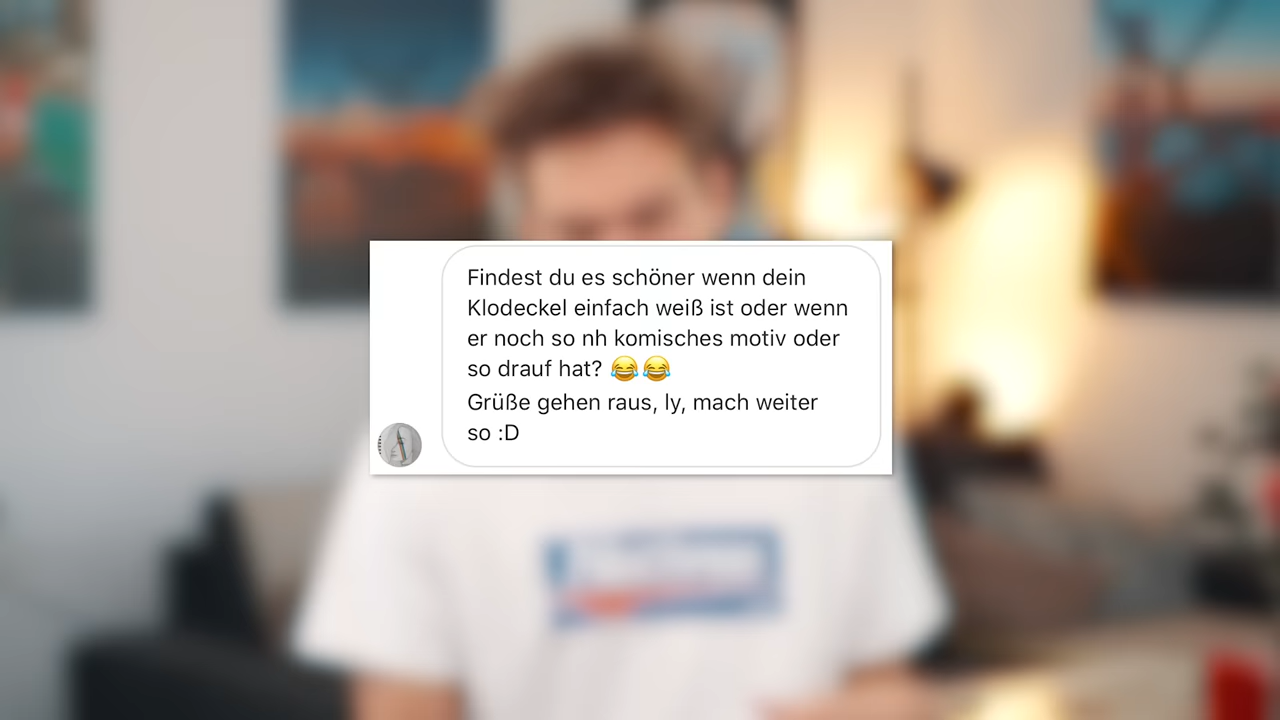 Findest du es schöner wenn dein
Klodeckel einfach weiß ist oder wenn
er noch so nh komisches motiv oder
so drauf hat? 😂😂
Grüße gehen raus, ly, mach weiter
so :D